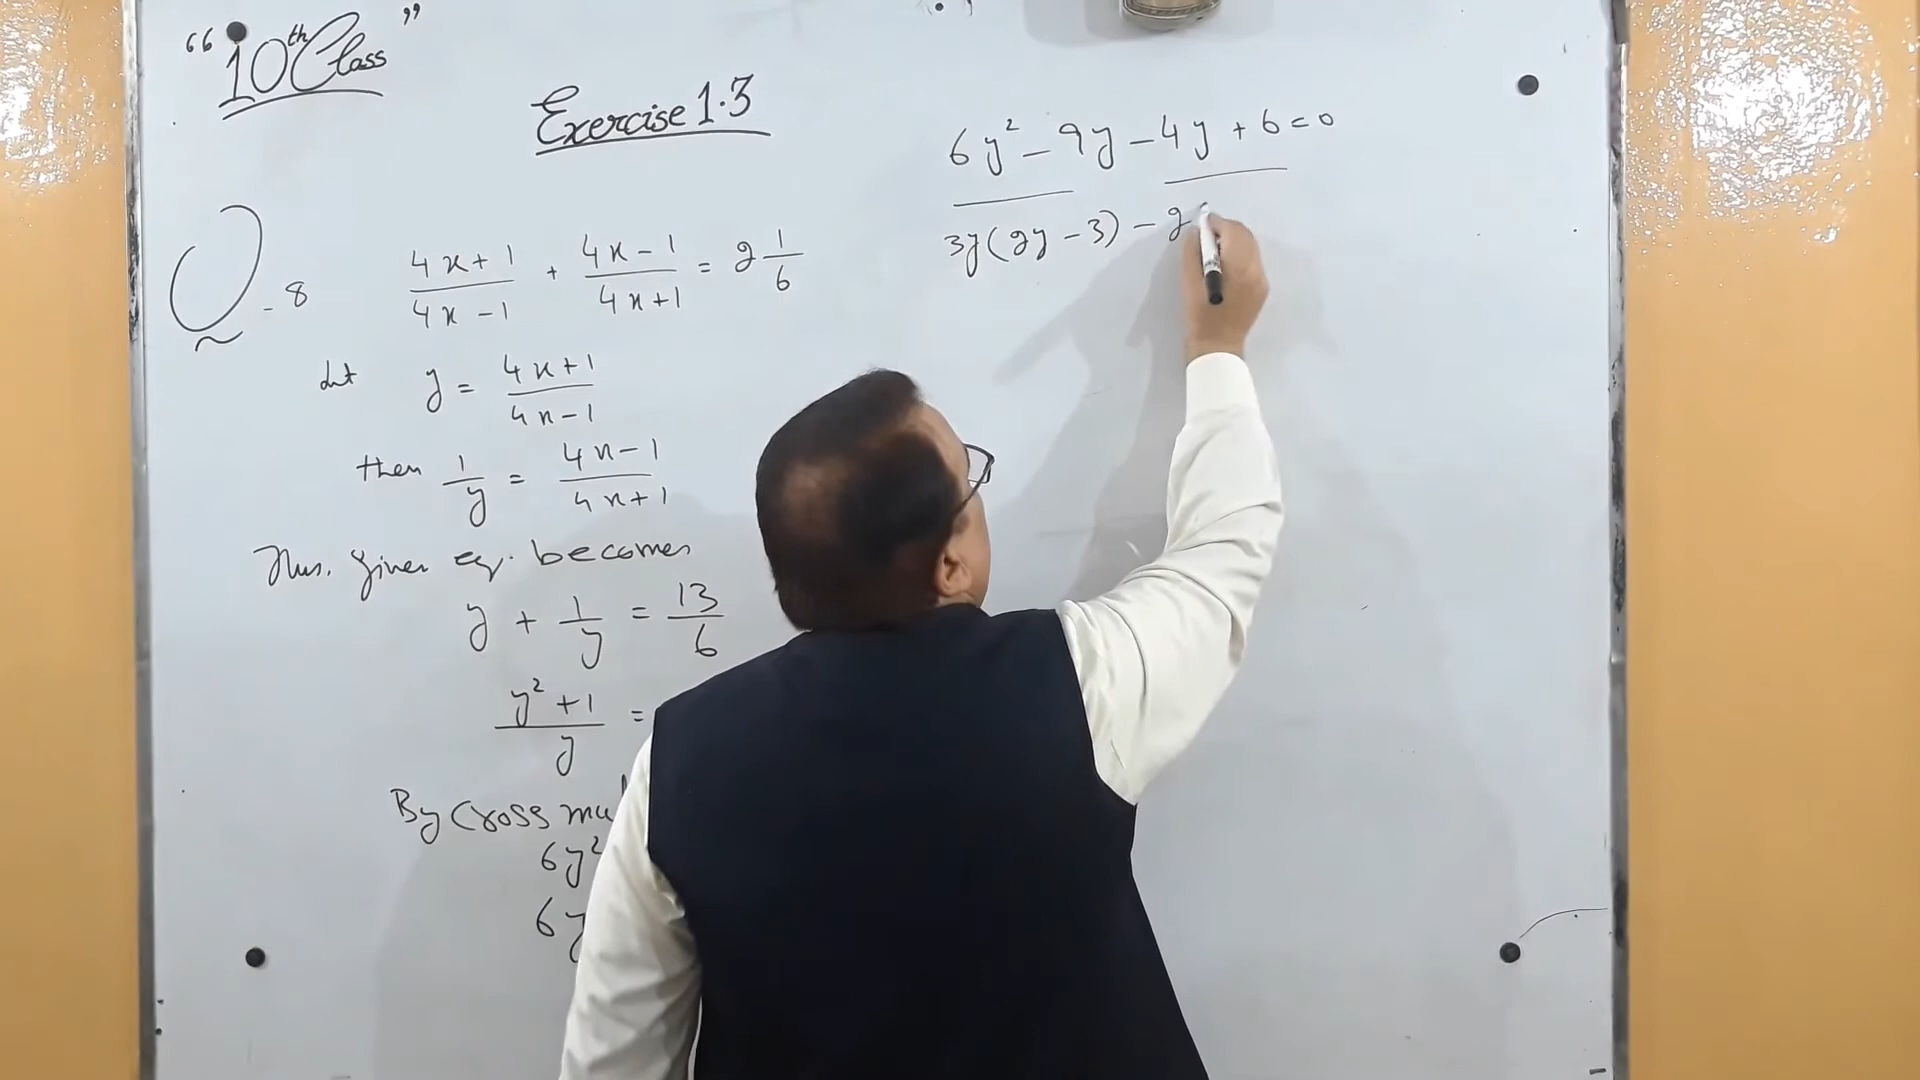 “10th Class”
Exercise 1.3
Q-8 (4x+1)/(4x-1) + (4x-1)/(4x+1) = 2 1/6
Let y = (4x+1)/(4x-1)
then 1/y = (4x-1)/(4x+1)
Thus. given eq. becomes
y + 1/y = 13/6
(y²+1)/y =
By Cross mul
6y²
6y
6y² - 9y - 4y + 6 = 0
3y(2y - 3) - 2